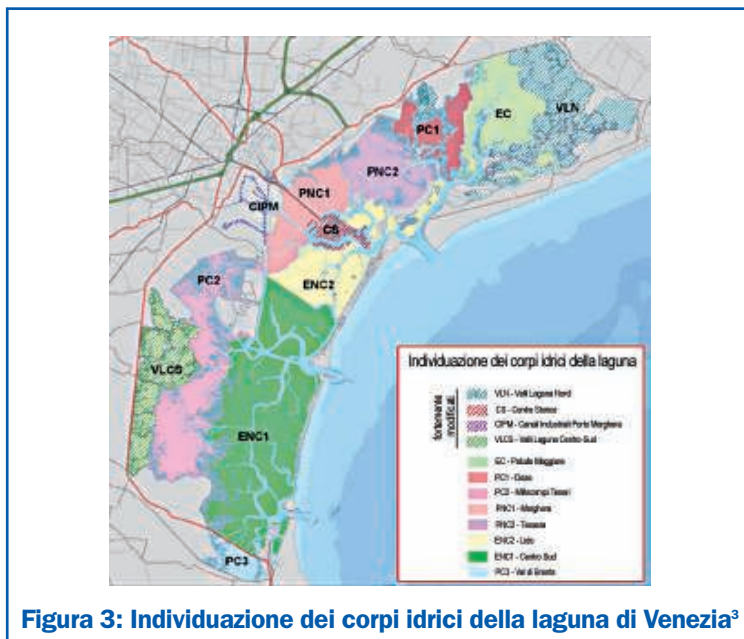 EC
VLN
PC1
PNC2
PNC1
CIPM
CS
PC2
ENC2
VLCS
ENC1
PC3
Individuazione dei corpi idrici della laguna
fortemente
modificati
VLN - Valli Laguna Nord
CS - Centro Storico
CIPM - Canali Industriali Porto Marghera
VLCS - Valli Laguna Centro-Sud
EC - Palude Maggiore
PC1 - Dese
PC2 - Millecampi Teneri
PNC1 - Marghera
PNC2 - Tessera
ENC2 - Lido
ENC1 - Centro Sud
PC3 - Val di Brenta
Figura 3: Individuazione dei corpi idrici della laguna di Venezia³